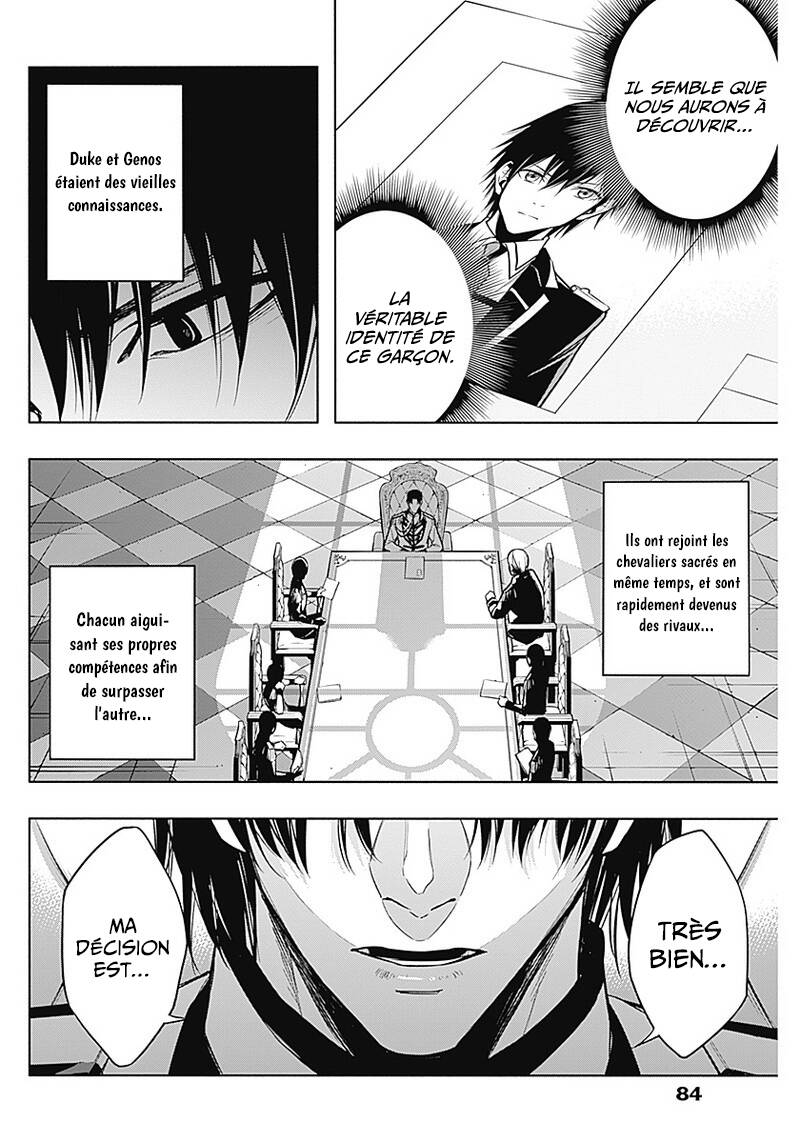 IL SEMBLE QUE
NOUS AURONS À
DÉCOUVRIR...
LA
VÉRITABLE
IDENTITÉ DE
CE GARÇON.
Duke et Genos
étaient des vieilles
connaissances.
Ils ont rejoint les
chevaliers sacrés en
même temps, et sont
rapidement devenus
des rivaux...
Chacun aigui-
sant ses propres
compétences afin
de surpasser
l'autre...
TRÈS
BIEN...
MA
DÉCISION
EST...
84